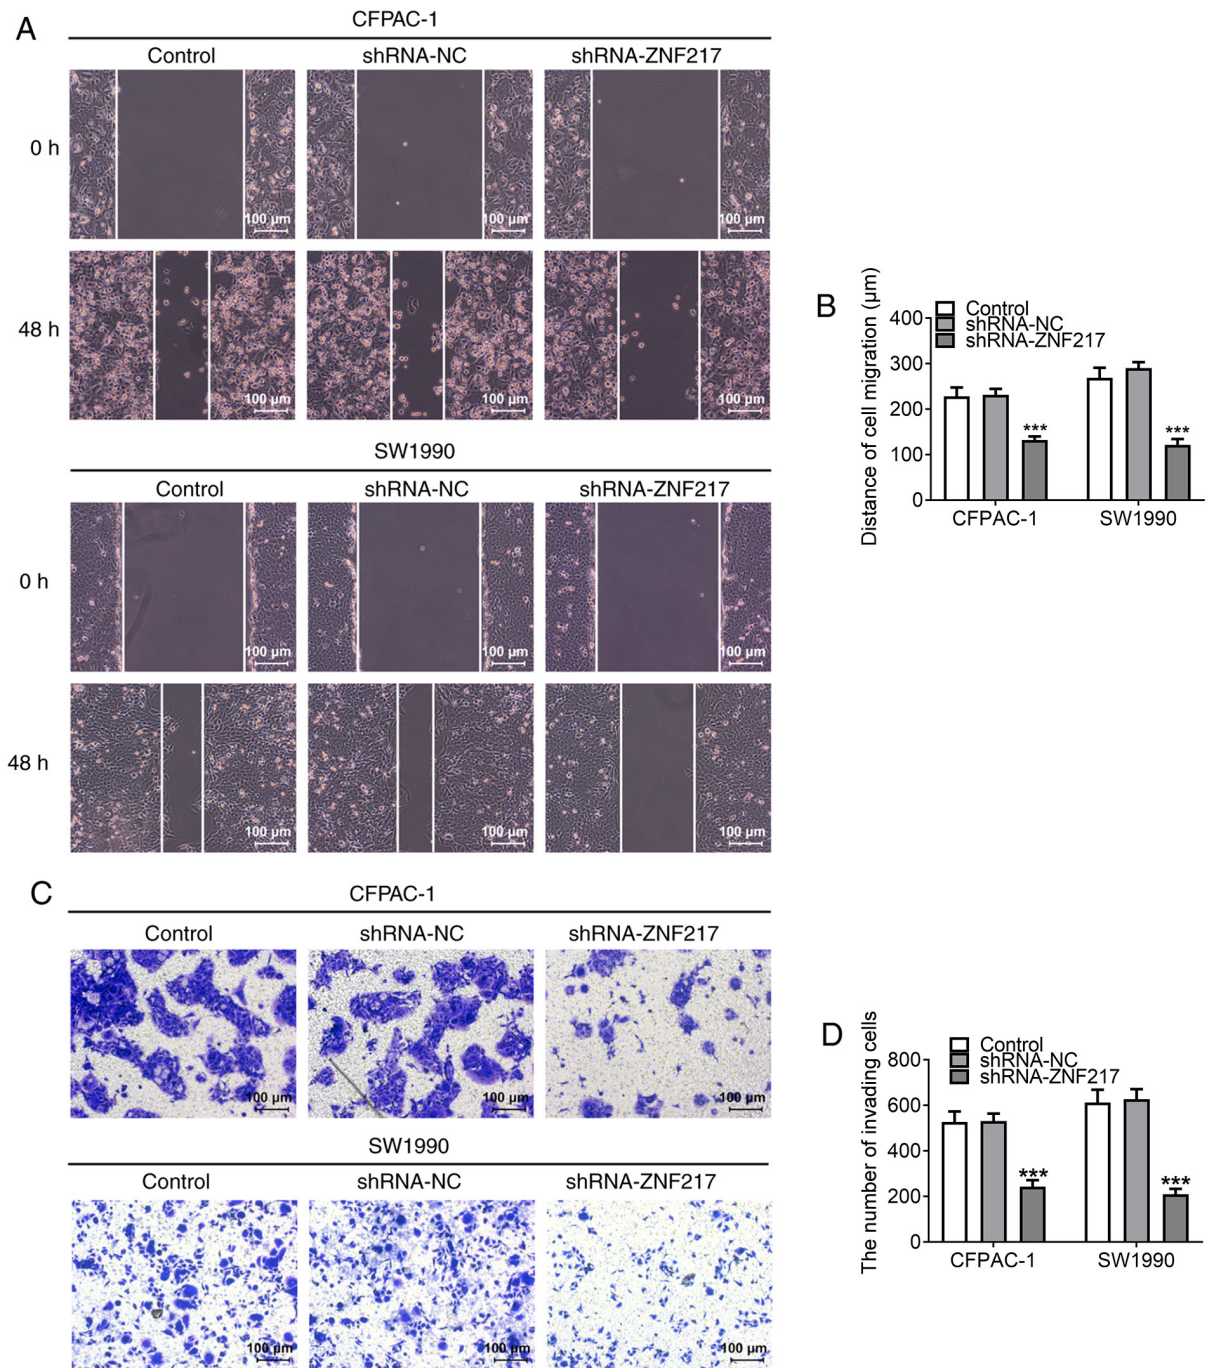 A
CFPAC-1
Control shRNA-NC shRNA-ZNF217
0 h
100 µm 100 µm 100 µm
48 h
100 µm 100 µm 100 µm
SW1990
Control shRNA-NC shRNA-ZNF217
0 h
100 µm 100 µm 100 µm
48 h
100 µm 100 µm 100 µm
B
Distance of cell migration (µm)
Control
shRNA-NC
shRNA-ZNF217
400
300
200
100
0
*** ***
CFPAC-1 SW1990
C
CFPAC-1
Control shRNA-NC shRNA-ZNF217
100 µm 100 µm 100 µm
SW1990
Control shRNA-NC shRNA-ZNF217
100 µm 100 µm 100 µm
D
The number of invading cells
Control
shRNA-NC
shRNA-ZNF217
800
600
400
200
0
*** ***
CFPAC-1 SW1990